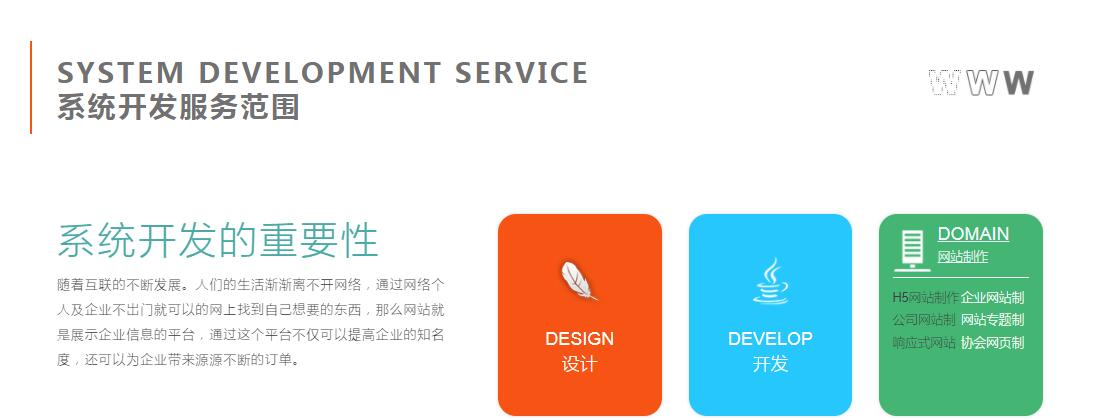 SYSTEM DEVELOPMENT SERVICE
系统开发服务范围
WWW
系统开发的重要性
随着互联的不断发展。人们的生活渐渐离不开网络，通过网络个
人及企业不出门就可以的网上找到自己想要的东西，那么网站就
是展示企业信息的平台，通过这个平台不仅可以提高企业的知名
度，还可以为企业带来源源不断的订单。
DESIGN
设计
DEVELOP
开发
DOMAIN
网站制作
H5网站制作 企业网站制
公司网站制 网站专题制
响应式网站 协会网页制